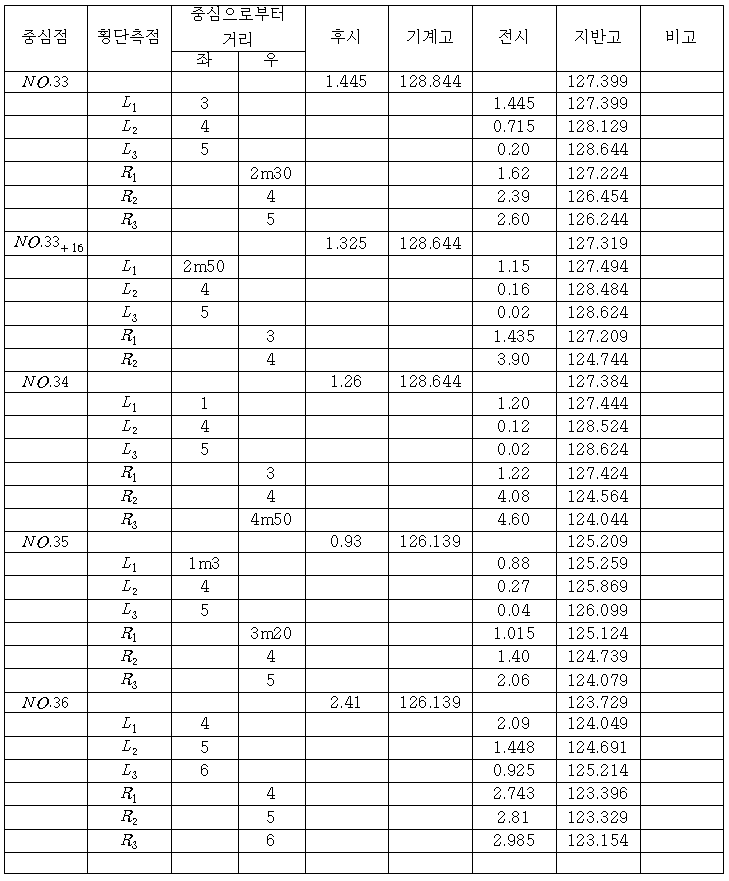 중심점 횡단측점 중심으로부터 거리 후시 기계고 전시 지반고 비고
좌 우
NO.33 1.445 128.844 127.399
L1 3 1.445 127.399
L2 4 0.715 128.129
L3 5 0.20 128.644
R1 2m30 1.62 127.224
R2 4 2.39 126.454
R3 5 2.60 126.244
NO.33+16 1.325 128.644 127.319
L1 2m50 1.15 127.494
L2 4 0.16 128.484
L3 5 0.02 128.624
R1 3 1.435 127.209
R2 4 3.90 124.744
NO.34 1.26 128.644 127.384
L1 1 1.20 127.444
L2 4 0.12 128.524
L3 5 0.02 128.624
R1 3 1.22 127.424
R2 4 4.08 124.564
R3 4m50 4.60 124.044
NO.35 0.93 126.139 125.209
L1 1m3 0.88 125.259
L2 4 0.27 125.869
L3 5 0.04 126.099
R1 3m20 1.015 125.124
R2 4 1.40 124.739
R3 5 2.06 124.079
NO.36 2.41 126.139 123.729
L1 4 2.09 124.049
L2 5 1.448 124.691
L3 6 0.925 125.214
R1 4 2.743 123.396
R2 5 2.81 123.329
R3 6 2.985 123.154